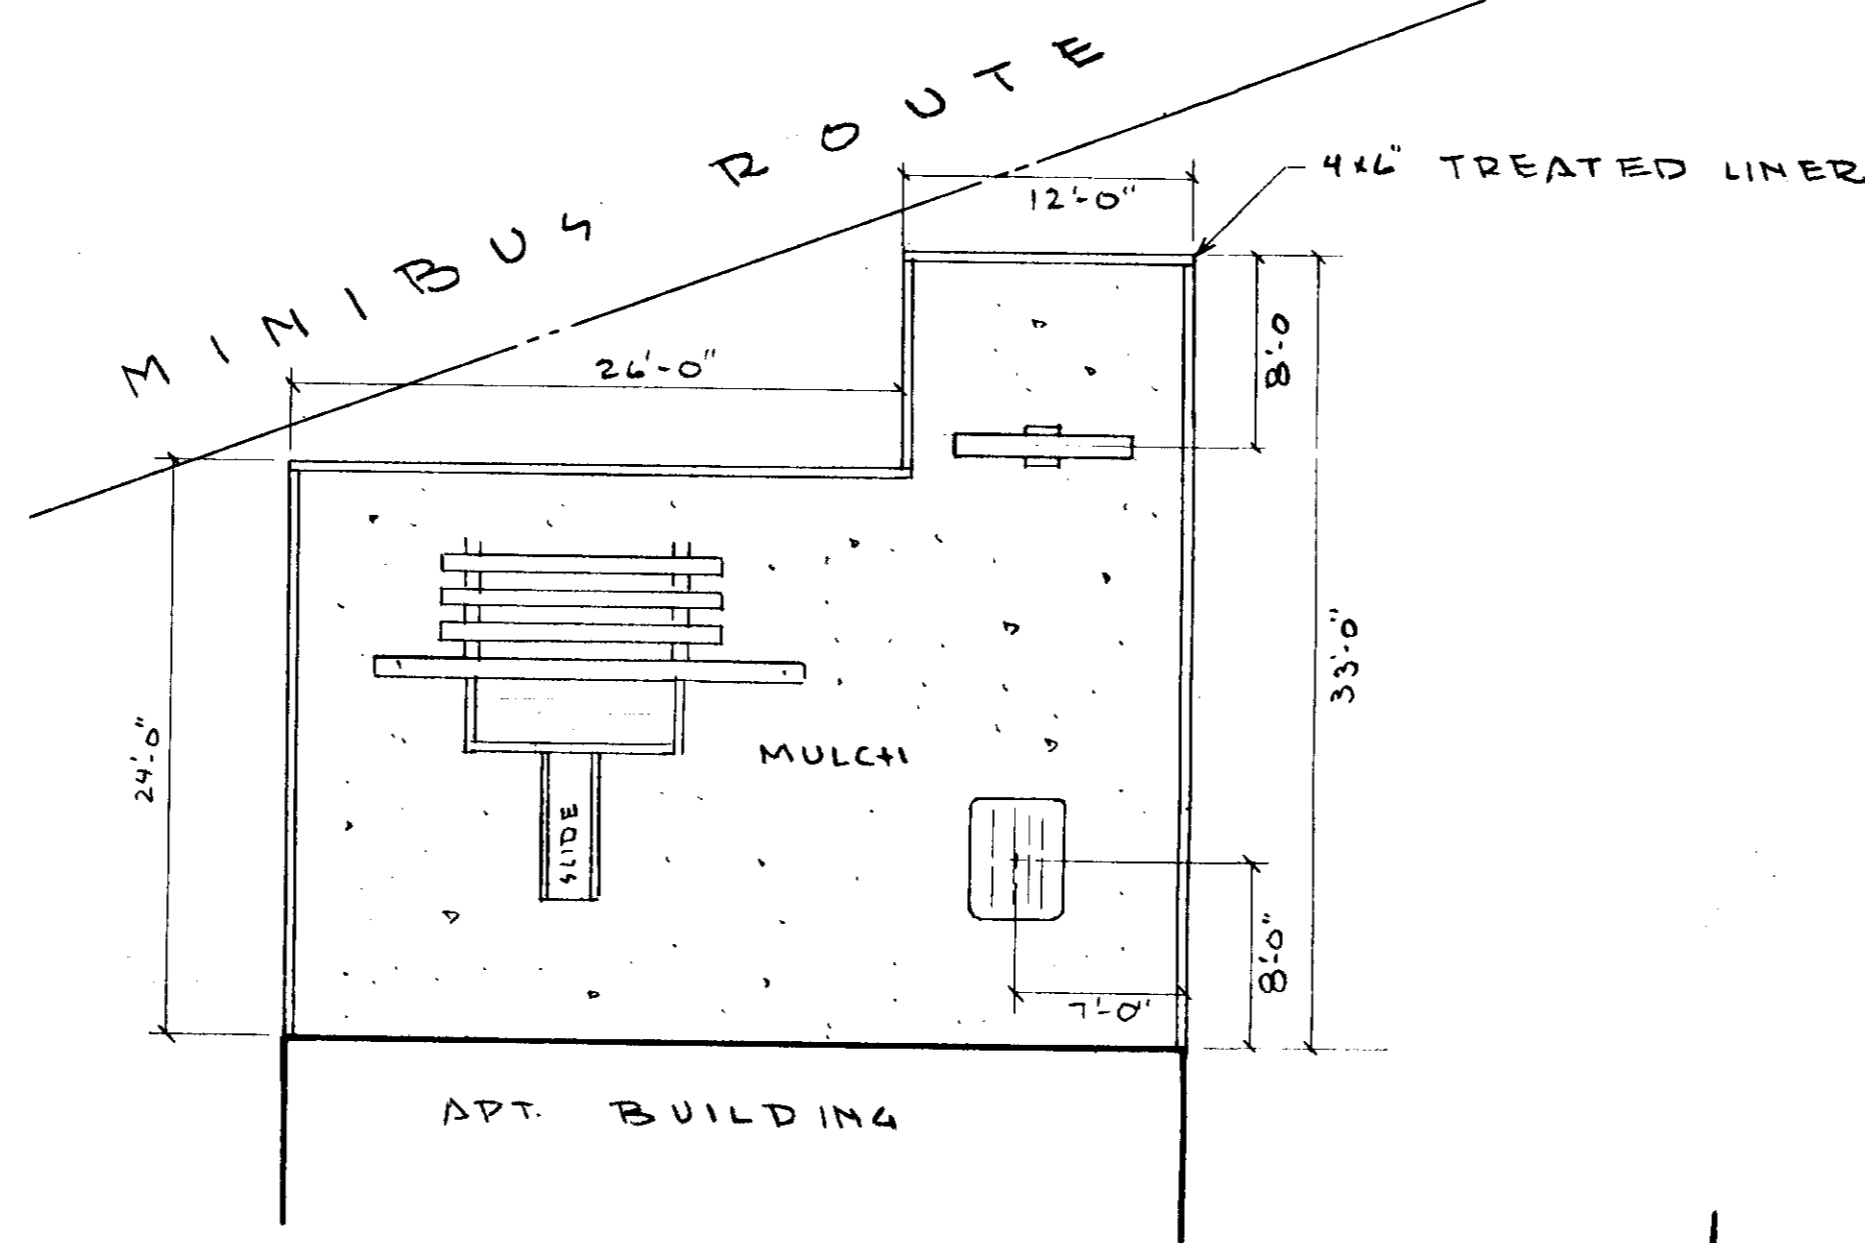 MINIBUS ROUTE
4x6" TREATED LINER
12'-0"
26'-0"
8'-0
33'-0"
24'-0"
MULCH
SLIDE
8'-0"
7'-0"
APT. BUILDING